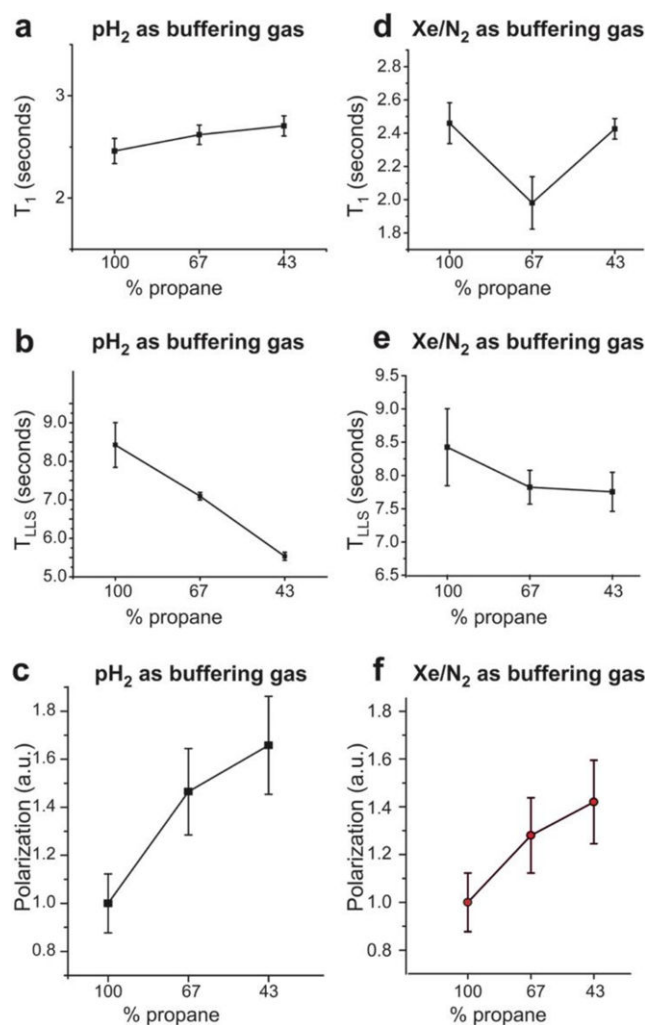 a
pH2 as buffering gas
T1 (seconds)
3
2
100
67
43
% propane
d
Xe/N2 as buffering gas
T1 (seconds)
2.8
2.6
2.4
2.2
2.0
1.8
100
67
43
% propane
b
pH2 as buffering gas
TLLS (seconds)
9.0
8.0
7.0
6.0
5.0
100
67
43
% propane
e
Xe/N2 as buffering gas
TLLS (seconds)
9.5
9.0
8.5
8.0
7.5
7.0
6.5
100
67
43
% propane
c
pH2 as buffering gas
Polarization (a.u.)
1.8
1.6
1.4
1.2
1.0
0.8
100
67
43
% propane
f
Xe/N2 as buffering gas
Polarization (a.u.)
1.8
1.6
1.4
1.2
1.0
0.8
100
67
43
% propane